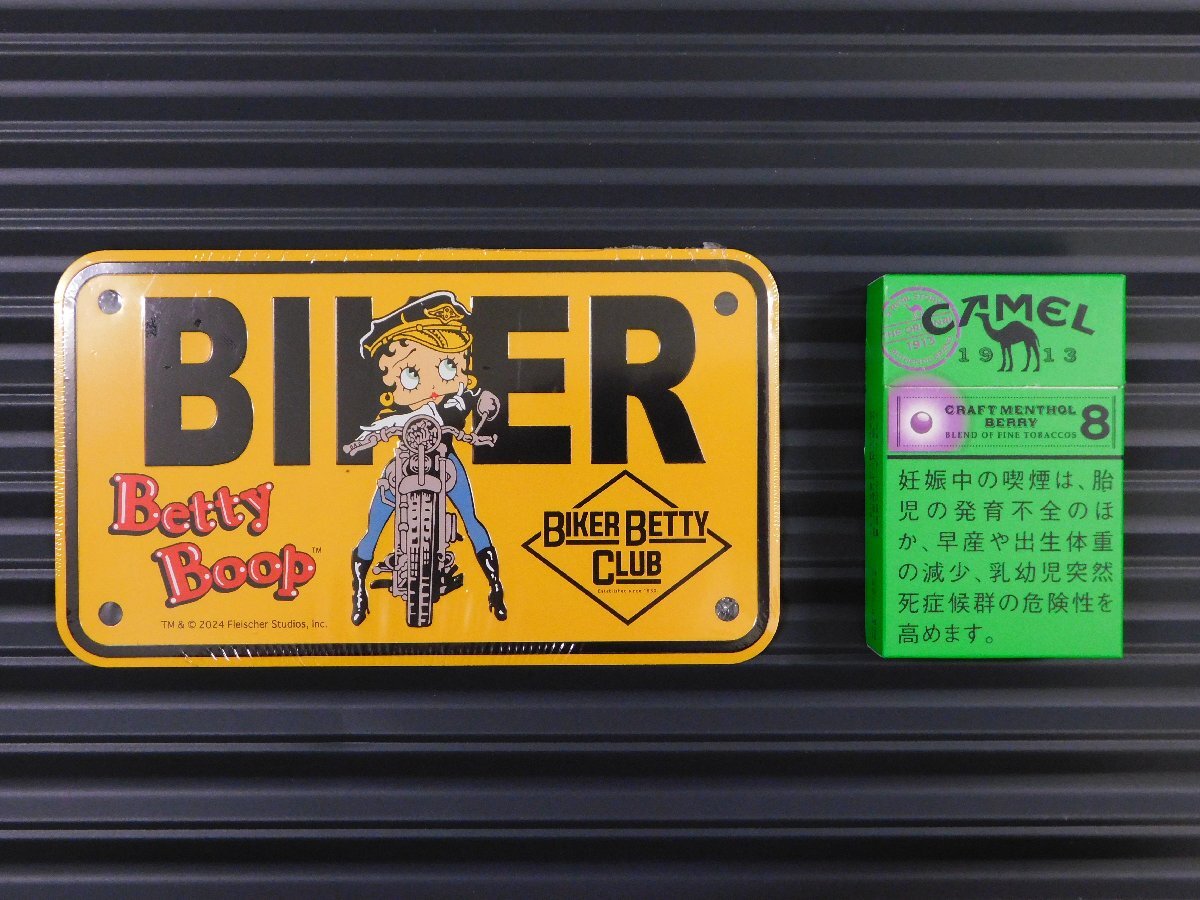 BIKER
Betty
Boop™
BIKER BETTY
CLUB
TM & © 2024 Fleischer Studios, Inc.
CAMEL
1913
CRAFT MENTHOL
BERRY
BLEND OF FINE TOBACCOS
8
妊娠中の喫煙は、胎
児の発育不全のほ
か、早産や出生体重
の減少、乳幼児突然
死症候群の危険性を
高めます。